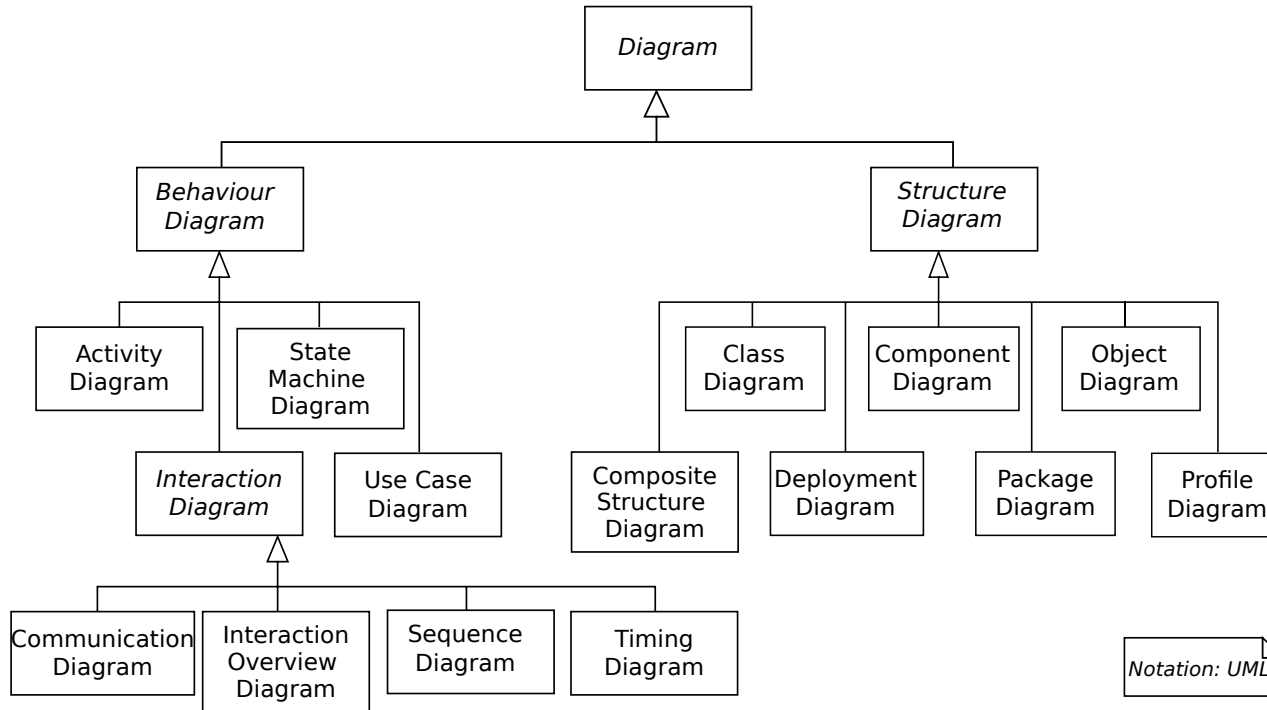 Diagram
Behaviour
Diagram
Structure
Diagram
Activity
Diagram
State
Machine
Diagram
Class
Diagram
Component
Diagram
Object
Diagram
Interaction
Diagram
Use Case
Diagram
Composite
Structure
Diagram
Deployment
Diagram
Package
Diagram
Profile
Diagram
Communication
Diagram
Interaction
Overview
Diagram
Sequence
Diagram
Timing
Diagram
Notation: UML